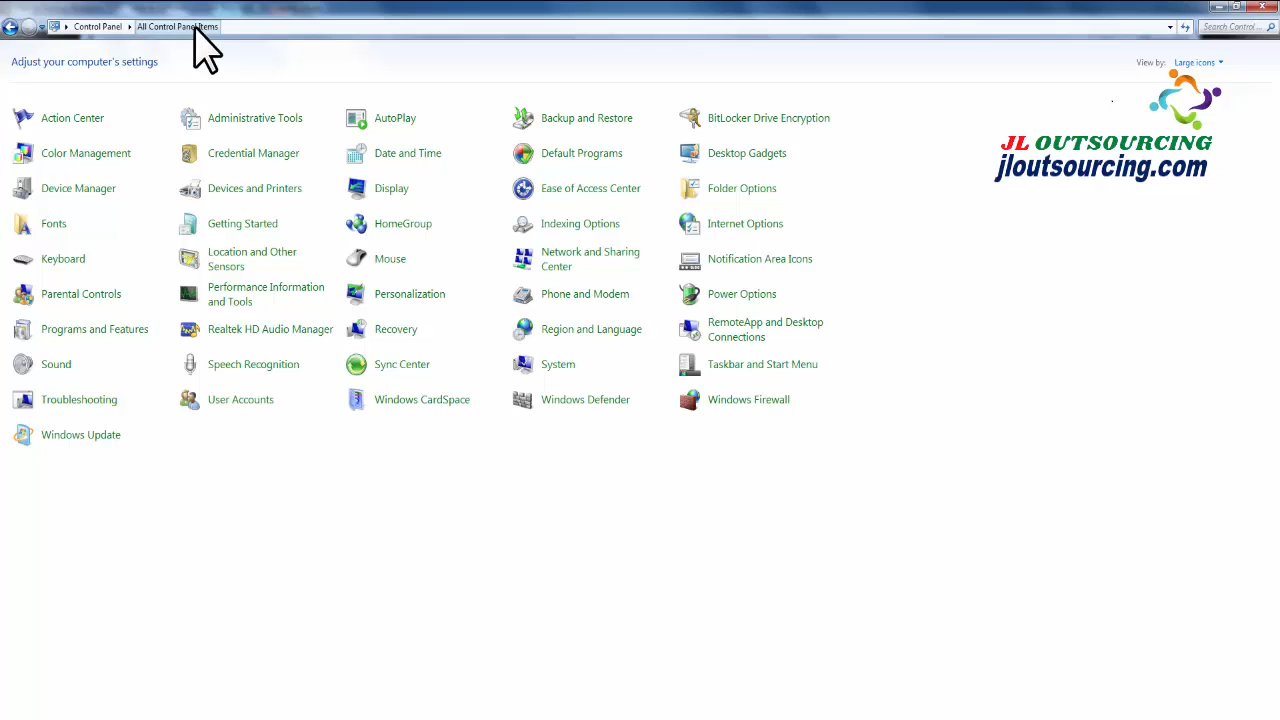 Control Panel
All Control Panel Items
Search Control...
Adjust your computer's settings
View by: Large icons
JL OUTSOURCING
jloutsourcing.com
Action Center
Administrative Tools
AutoPlay
Backup and Restore
BitLocker Drive Encryption
Color Management
Credential Manager
Date and Time
Default Programs
Desktop Gadgets
Device Manager
Devices and Printers
Display
Ease of Access Center
Folder Options
Fonts
Getting Started
HomeGroup
Indexing Options
Internet Options
Keyboard
Location and Other
Sensors
Mouse
Network and Sharing
Center
Notification Area Icons
Parental Controls
Performance Information
and Tools
Personalization
Phone and Modem
Power Options
Programs and Features
Realtek HD Audio Manager
Recovery
Region and Language
RemoteApp and Desktop
Connections
Sound
Speech Recognition
Sync Center
System
Taskbar and Start Menu
Troubleshooting
User Accounts
Windows CardSpace
Windows Defender
Windows Firewall
Windows Update